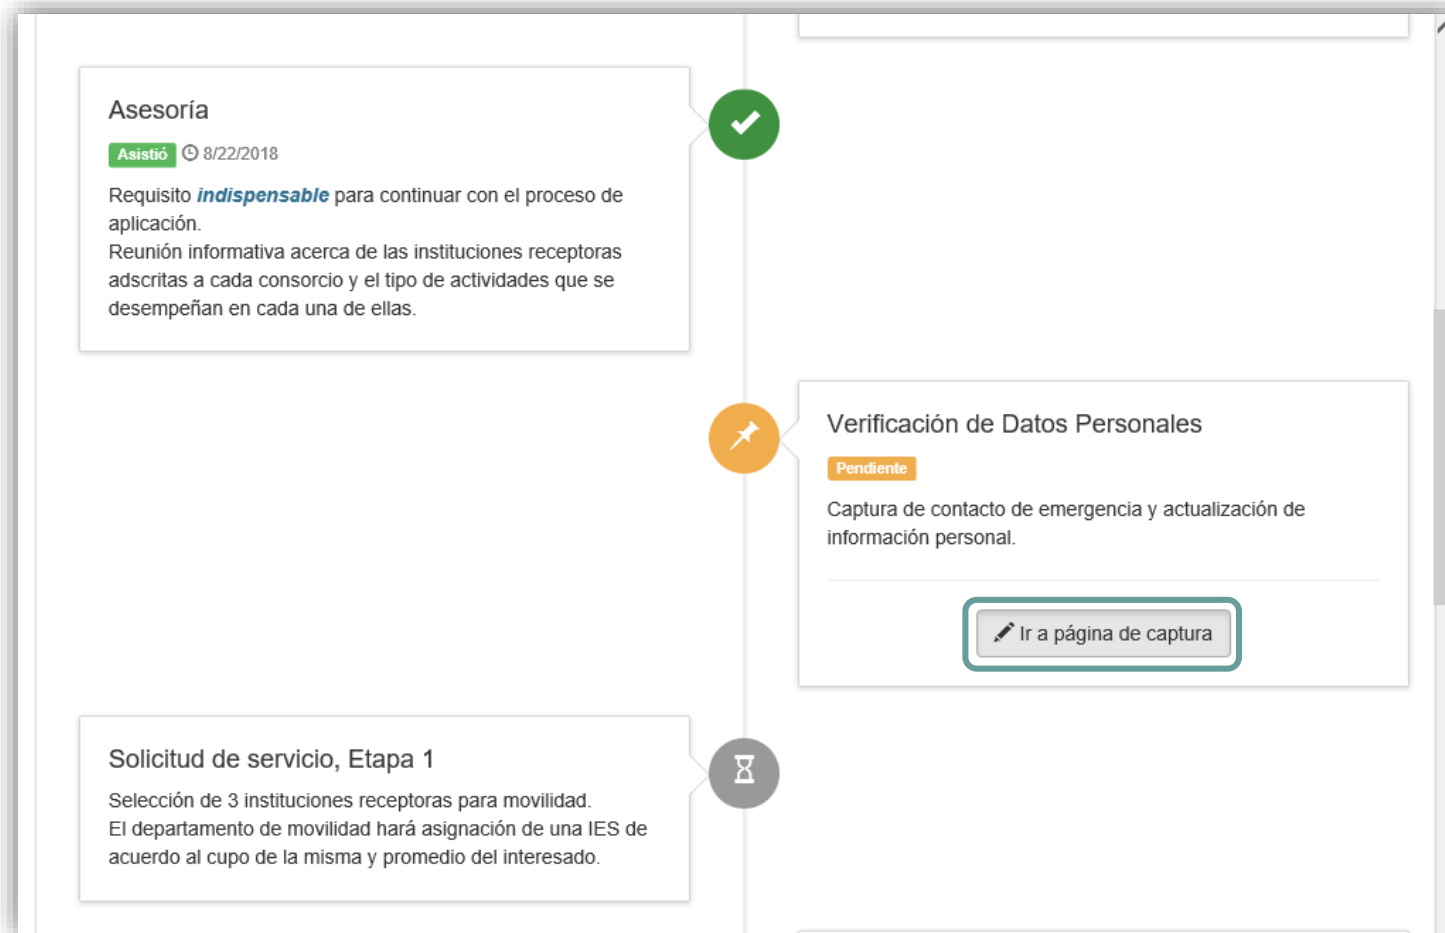 Asesoría
Asistió 8/22/2018
Requisito indispensable para continuar con el proceso de
aplicación.
Reunión informativa acerca de las instituciones receptoras
adscritas a cada consorcio y el tipo de actividades que se
desempeñan en cada una de ellas.
Verificación de Datos Personales
Pendiente
Captura de contacto de emergencia y actualización de
información personal.
Ir a página de captura
Solicitud de servicio, Etapa 1
Selección de 3 instituciones receptoras para movilidad.
El departamento de movilidad hará asignación de una IES de
acuerdo al cupo de la misma y promedio del interesado.